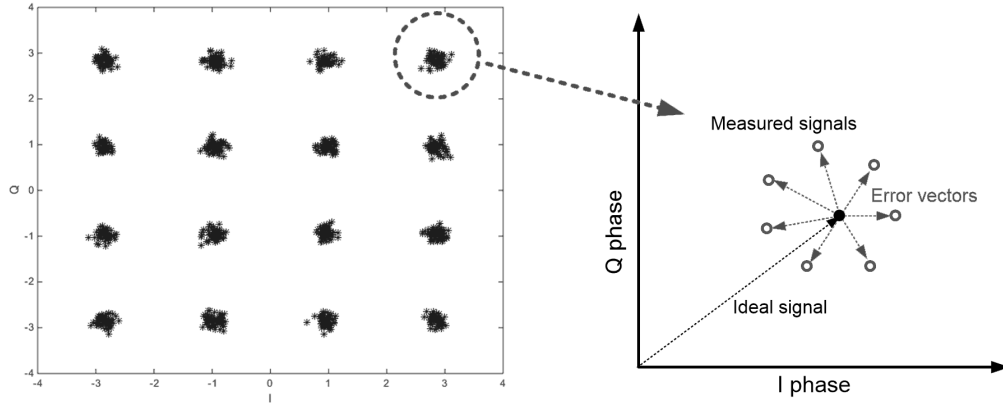 4
3
2
1
0
-1
-2
-3
-4
Q
-4 -3 -2 -1 0 1 2 3 4
I
Measured signals
Error vectors
Ideal signal
Q phase
I phase